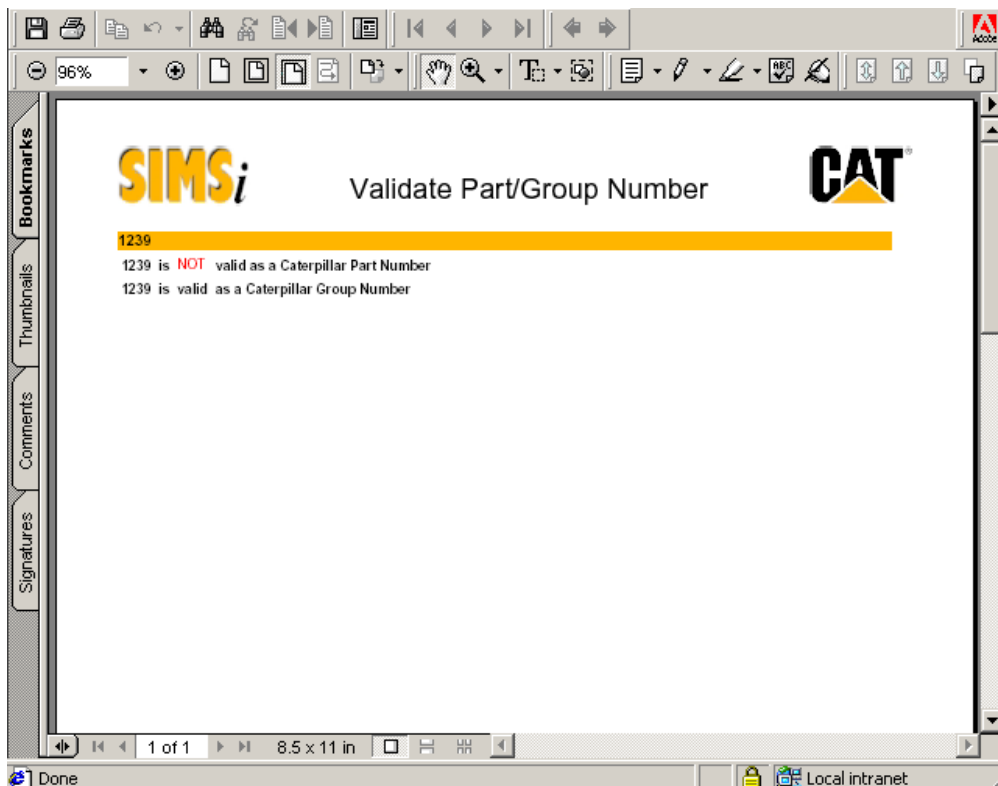 Adobe
96%
Bookmarks
Thumbnails
Comments
Signatures
SIMSi
Validate Part/Group Number
CAT®
1239
1239 is NOT valid as a Caterpillar Part Number
1239 is valid as a Caterpillar Group Number
1 of 1
8.5 x 11 in
Done
Local intranet